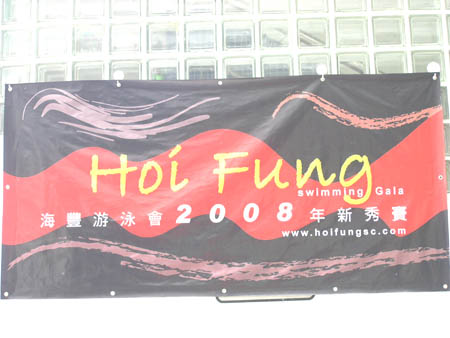 Hoi Fung
swimming Gala
海豐游泳會2008年新秀賽
www.hoifungsc.com